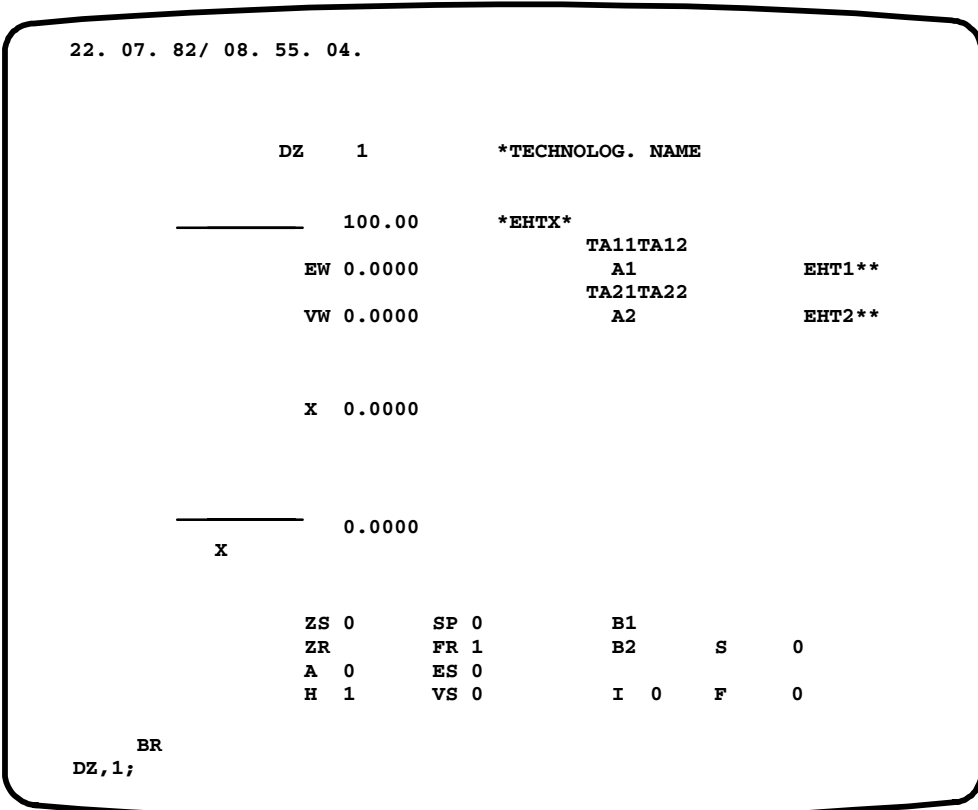 22. 07. 82/ 08. 55. 04.
DZ 1 *TECHNOLOG. NAME
100.00 *EHTX*
TA11TA12
EW 0.0000 A1 EHT1**
TA21TA22
VW 0.0000 A2 EHT2**
X 0.0000
0.0000
X
ZS 0 SP 0 B1
ZR FR 1 B2 S 0
A 0 ES 0
H 1 VS 0 I 0 F 0
BR
DZ,1;